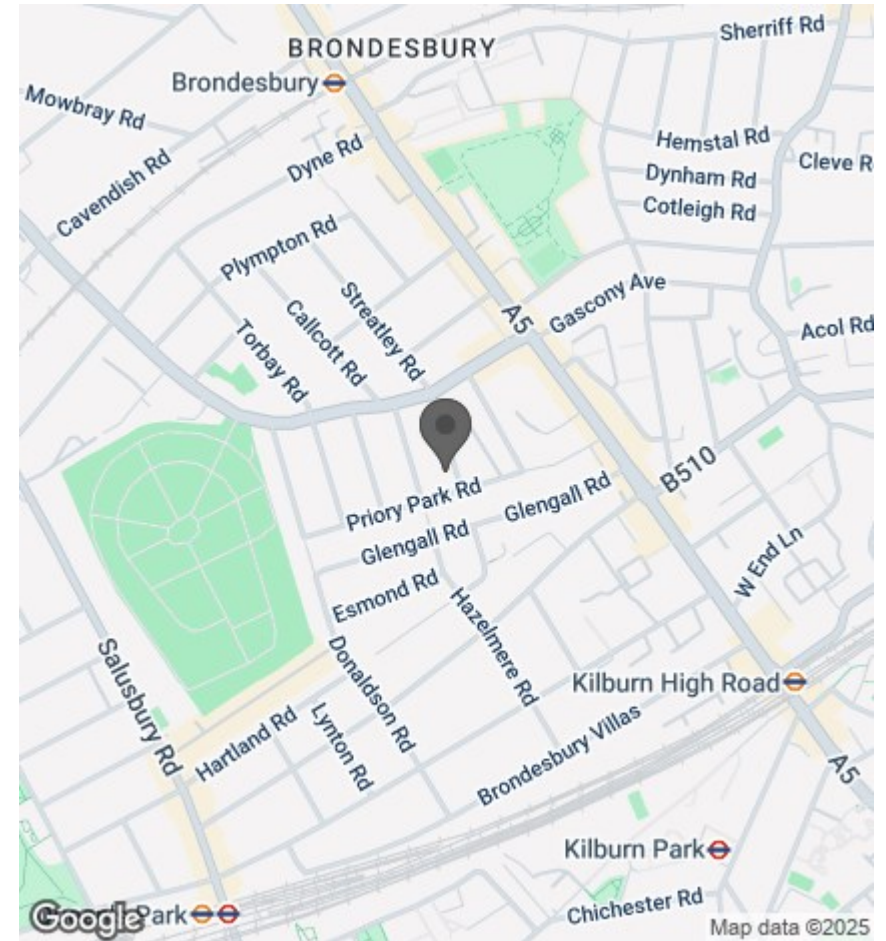 Sherriff Rd
BRONDESBURY
Brondesbury
Mowbray Rd
Hemstal Rd
Dyne Rd
Cleve R
Dynham Rd
Cavendish Rd
Cotleigh Rd
Plympton Rd
Streatley Rd
A5
Gascony Ave
Callcott Rd
Torbay Rd
Acol Rd
B510
Priory Park Rd
Glengall Rd
Glengall Rd
W End Ln
Esmond Rd
Hazelmere Rd
Salusbury Rd
Donaldson Rd
Kilburn High Road
Hartland Rd
Lynton Rd
Brondesbury Villas
A5
Kilburn Park
Chichester Rd
Google
Park
Map data ©2025